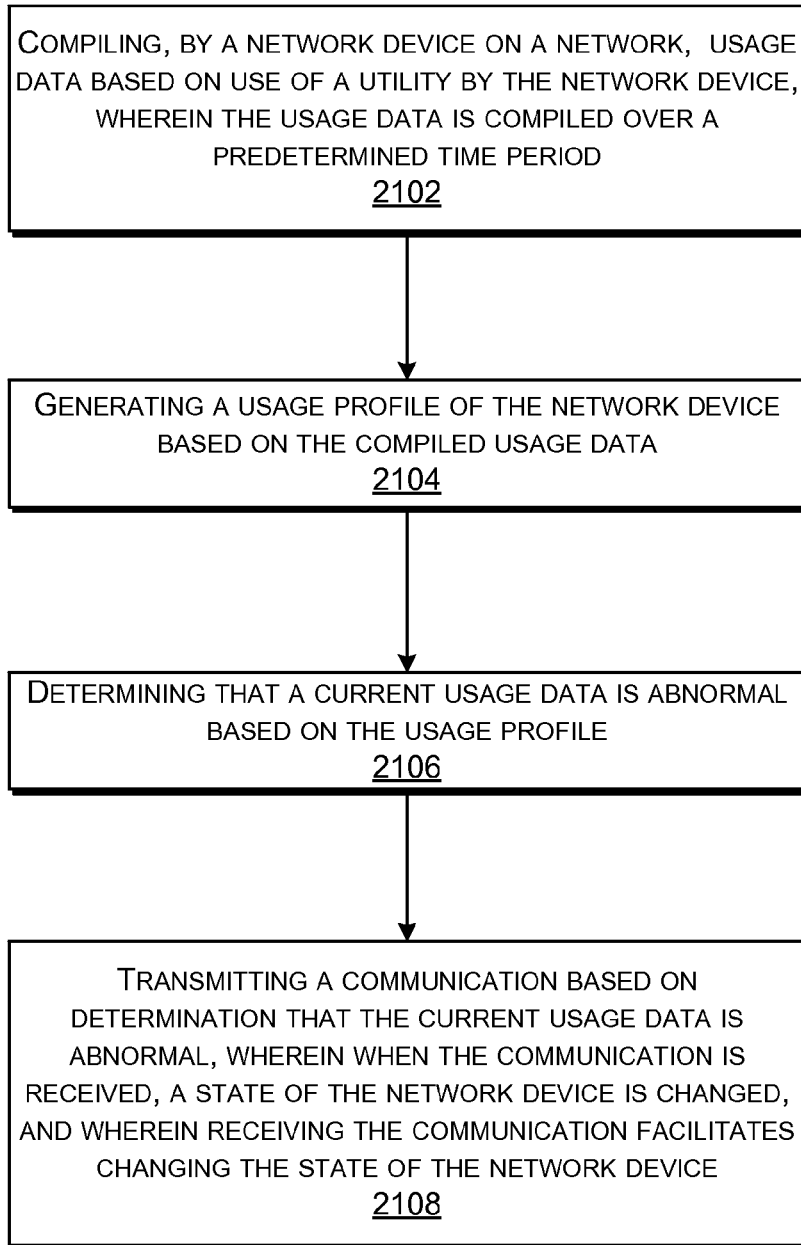 COMPILING, BY A NETWORK DEVICE ON A NETWORK, USAGE
DATA BASED ON USE OF A UTILITY BY THE NETWORK DEVICE,
WHEREIN THE USAGE DATA IS COMPILED OVER A
PREDETERMINED TIME PERIOD
2102
GENERATING A USAGE PROFILE OF THE NETWORK DEVICE
BASED ON THE COMPILED USAGE DATA
2104
DETERMINING THAT A CURRENT USAGE DATA IS ABNORMAL
BASED ON THE USAGE PROFILE
2106
TRANSMITTING A COMMUNICATION BASED ON
DETERMINATION THAT THE CURRENT USAGE DATA IS
ABNORMAL, WHEREIN WHEN THE COMMUNICATION IS
RECEIVED, A STATE OF THE NETWORK DEVICE IS CHANGED,
AND WHEREIN RECEIVING THE COMMUNICATION FACILITATES
CHANGING THE STATE OF THE NETWORK DEVICE
2108